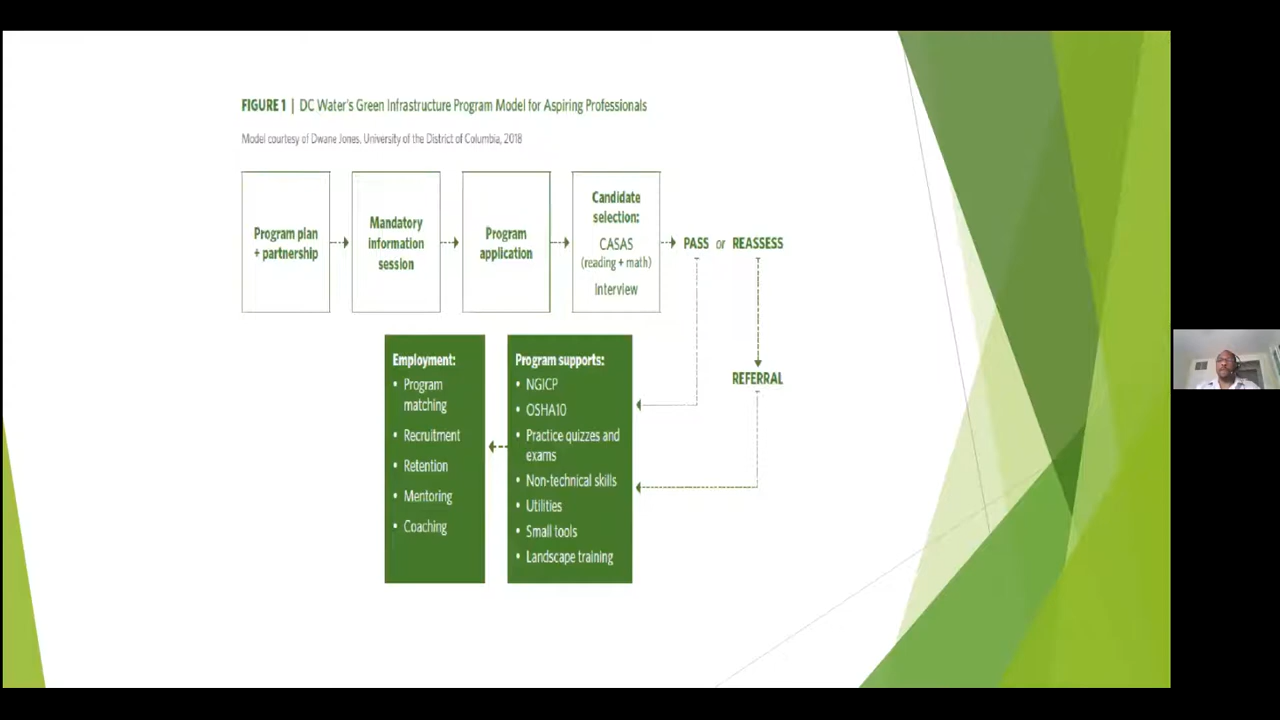 FIGURE 1 | DC Water's Green Infrastructure Program Model for Aspiring Professionals
Model courtesy of Dwane Jones, University of the District of Columbia, 2018
Program plan
+ partnership
Mandatory
information
session
Program
application
Candidate
selection:
CASAS
(reading + math)
Interview
PASS or REASSESS
REFERRAL
Employment:
• Program
matching
• Recruitment
• Retention
• Mentoring
• Coaching
Program supports:
• NGICP
• OSHA10
• Practice quizzes and
exams
• Non-technical skills
• Utilities
• Small tools
• Landscape training